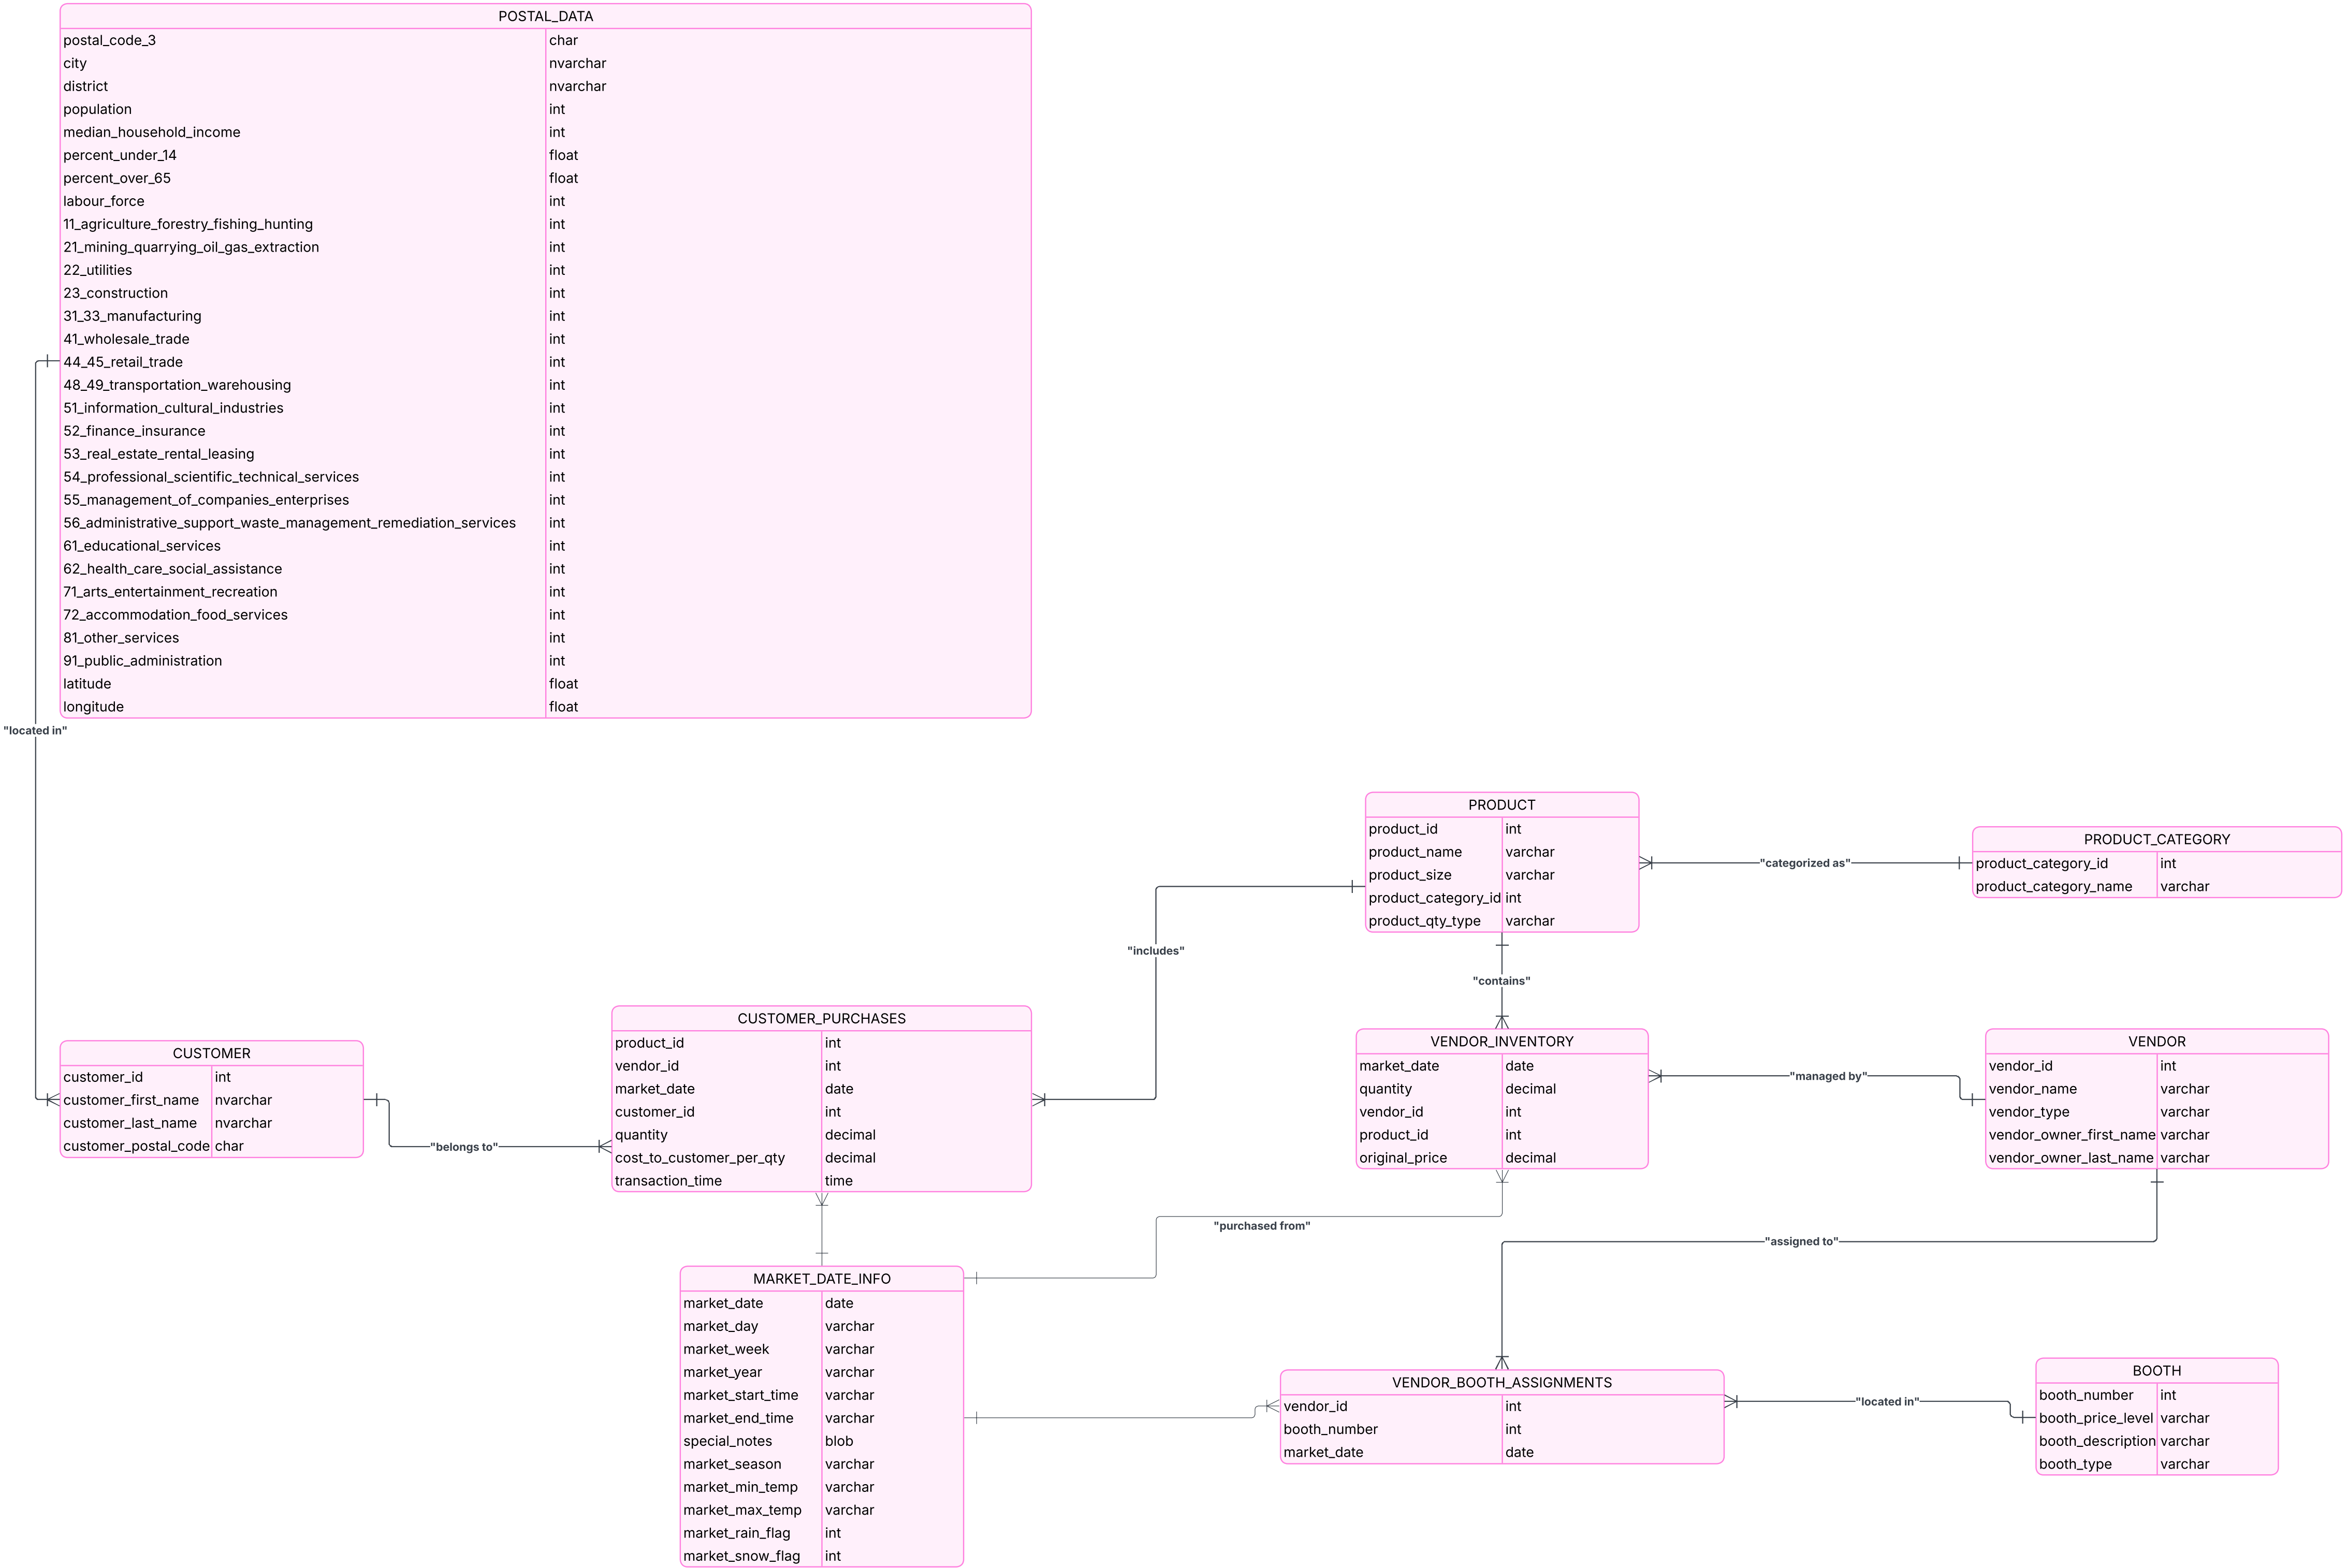 POSTAL_DATA
postal_code_3 char
city nvarchar
district nvarchar
population int
median_household_income int
percent_under_14 float
percent_over_65 float
labour_force int
11_agriculture_forestry_fishing_hunting int
21_mining_quarrying_oil_gas_extraction int
22_utilities int
23_construction int
31_33_manufacturing int
41_wholesale_trade int
44_45_retail_trade int
48_49_transportation_warehousing int
51_information_cultural_industries int
52_finance_insurance int
53_real_estate_rental_leasing int
54_professional_scientific_technical_services int
55_management_of_companies_enterprises int
56_administrative_support_waste_management_remediation_services int
61_educational_services int
62_health_care_social_assistance int
71_arts_entertainment_recreation int
72_accommodation_food_services int
81_other_services int
91_public_administration int
latitude float
longitude float
"located in"
PRODUCT
product_id int
product_name varchar
product_size varchar
product_category_id int
product_qty_type varchar
"categorized as"
PRODUCT_CATEGORY
product_category_id int
product_category_name varchar
"includes"
"contains"
CUSTOMER
customer_id int
customer_first_name nvarchar
customer_last_name nvarchar
customer_postal_code char
"belongs to"
CUSTOMER_PURCHASES
product_id int
vendor_id int
market_date date
customer_id int
quantity decimal
cost_to_customer_per_qty decimal
transaction_time time
VENDOR_INVENTORY
market_date date
quantity decimal
vendor_id int
product_id int
original_price decimal
"managed by"
VENDOR
vendor_id int
vendor_name varchar
vendor_type varchar
vendor_owner_first_name varchar
vendor_owner_last_name varchar
"purchased from"
"assigned to"
MARKET_DATE_INFO
market_date date
market_day varchar
market_week varchar
market_year varchar
market_start_time varchar
market_end_time varchar
special_notes blob
market_season varchar
market_min_temp varchar
market_max_temp varchar
market_rain_flag int
market_snow_flag int
VENDOR_BOOTH_ASSIGNMENTS
vendor_id int
booth_number int
market_date date
"located in"
BOOTH
booth_number int
booth_price_level varchar
booth_description varchar
booth_type varchar